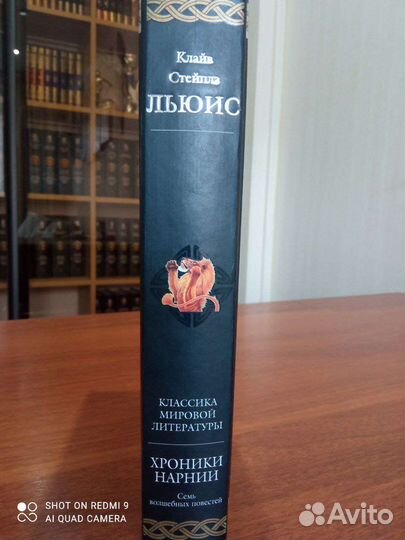 Клайв
Стейплз
ЛЬЮИС
КЛАССИКА
МИРОВОЙ
ЛИТЕРАТУРЫ
ХРОНИКИ
НАРНИИ
Семь
волшебных повестей
SHOT ON REDMI 9
AI QUAD CAMERA
Avito